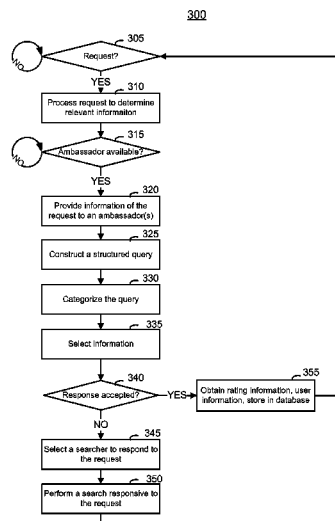 300
305
Request?
NO
YES
310
Process request to determine
relevant information
315
Ambassador available?
NO
YES
320
Provide information of the
request to an ambassador(s)
325
Construct a structured query
330
Categorize the query
335
Select information
340
Response accepted?
YES
355
Obtain rating information, user
information, store in database
NO
345
Select a searcher to respond to
the request
350
Perform a search responsive to
the request